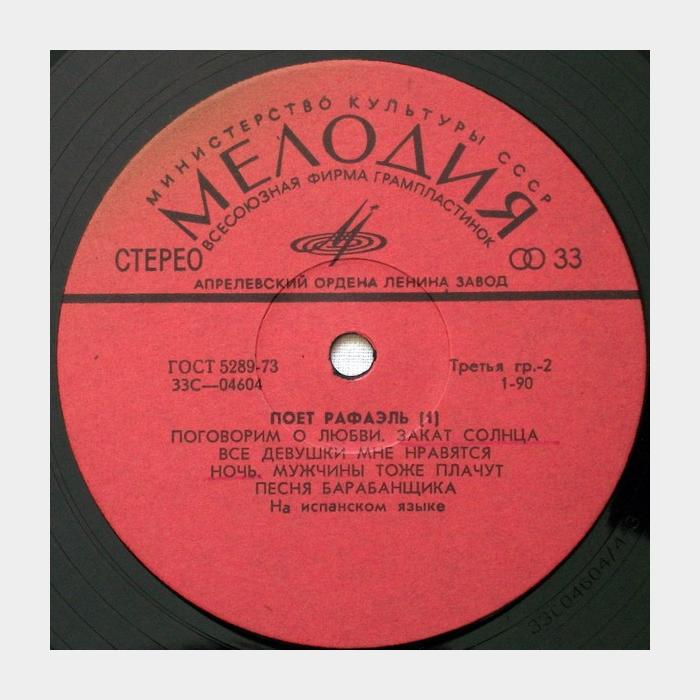 МИНИСТЕРСТВО КУЛЬТУРЫ СССР
МЕЛОДИЯ
ВСЕСОЮЗНАЯ ФИРМА ГРАМПЛАСТИНОК
СТЕРЕО 33
АПРЕЛЕВСКИЙ ОРДЕНА ЛЕНИНА ЗАВОД
ГОСТ 5289-73 Третья гр.-2
33С—04604 1-90
ПОЕТ РАФАЭЛЬ (1)
ПОГОВОРИМ О ЛЮБВИ. ЗАКАТ СОЛНЦА
ВСЕ ДЕВУШКИ МНЕ НРАВЯТСЯ
НОЧЬ. МУЖЧИНЫ ТОЖЕ ПЛАЧУТ
ПЕСНЯ БАРАБАНЩИКА
На испанском языке